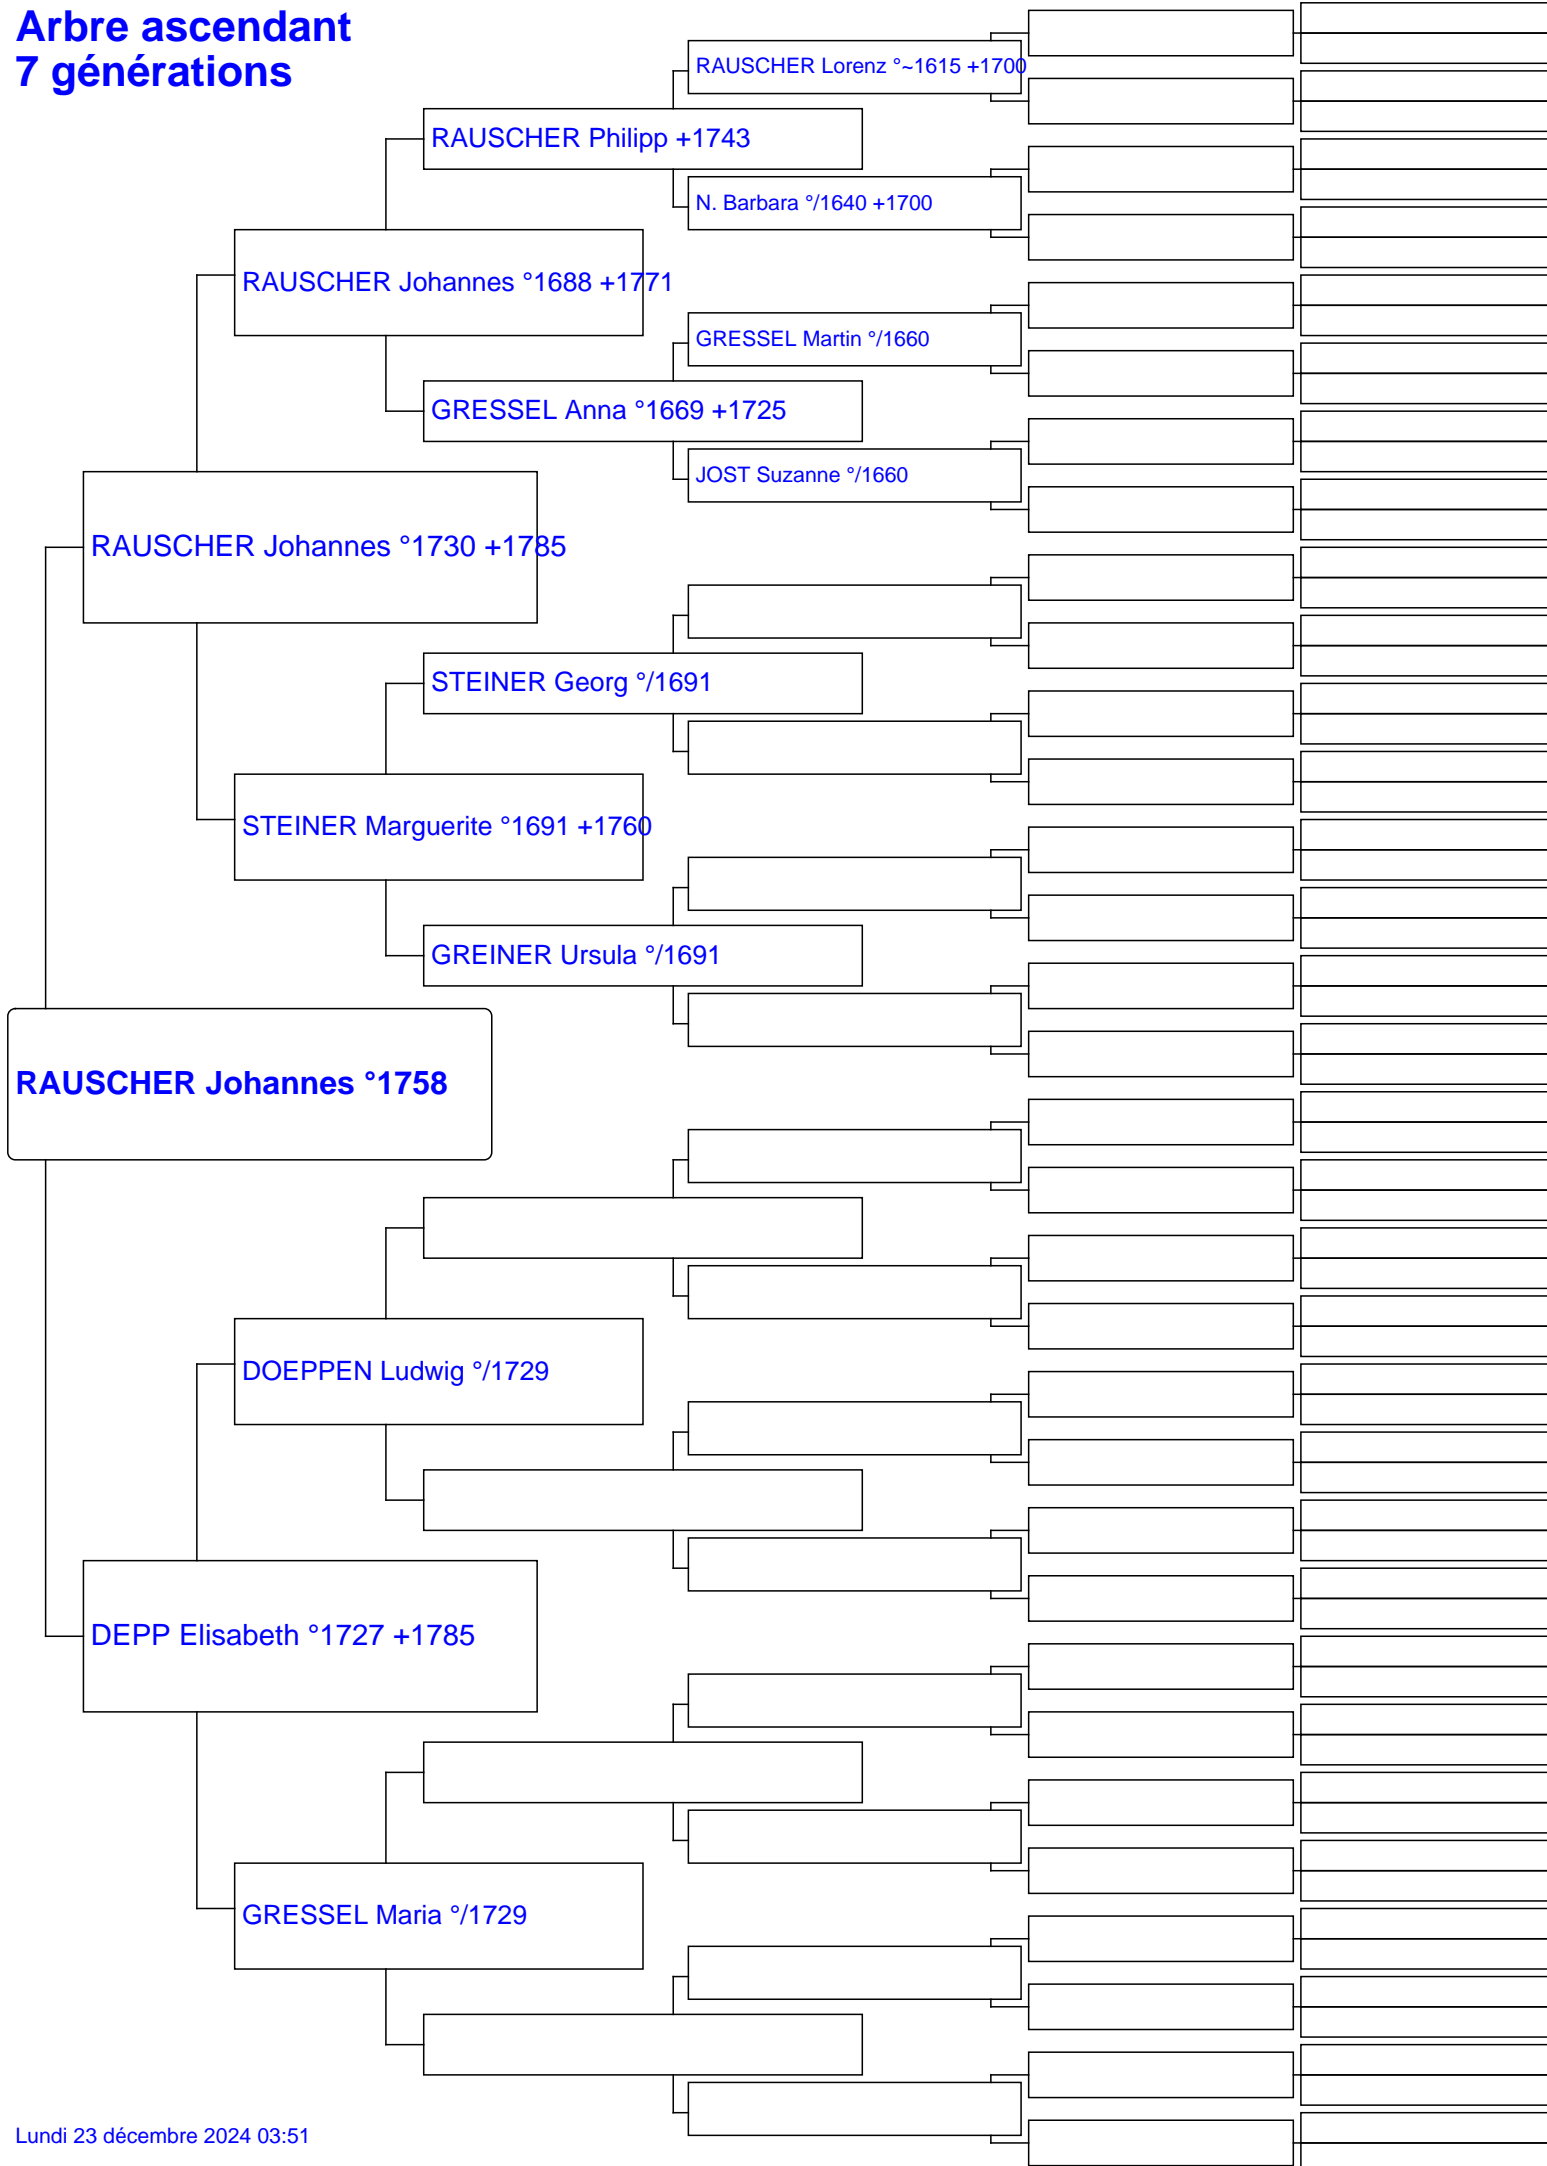 Arbre ascendant
7 générations
RAUSCHER Lorenz °~1615 +1700
RAUSCHER Philipp +1743
N. Barbara °/1640 +1700
RAUSCHER Johannes °1688 +1771
GRESSEL Martin °/1660
GRESSEL Anna °1669 +1725
JOST Suzanne °/1660
RAUSCHER Johannes °1730 +1785
STEINER Georg °/1691
STEINER Marguerite °1691 +1760
GREINER Ursula °/1691
RAUSCHER Johannes °1758
DOEPPEN Ludwig °/1729
DEPP Elisabeth °1727 +1785
GRESSEL Maria °/1729
Lundi 23 décembre 2024 03:51